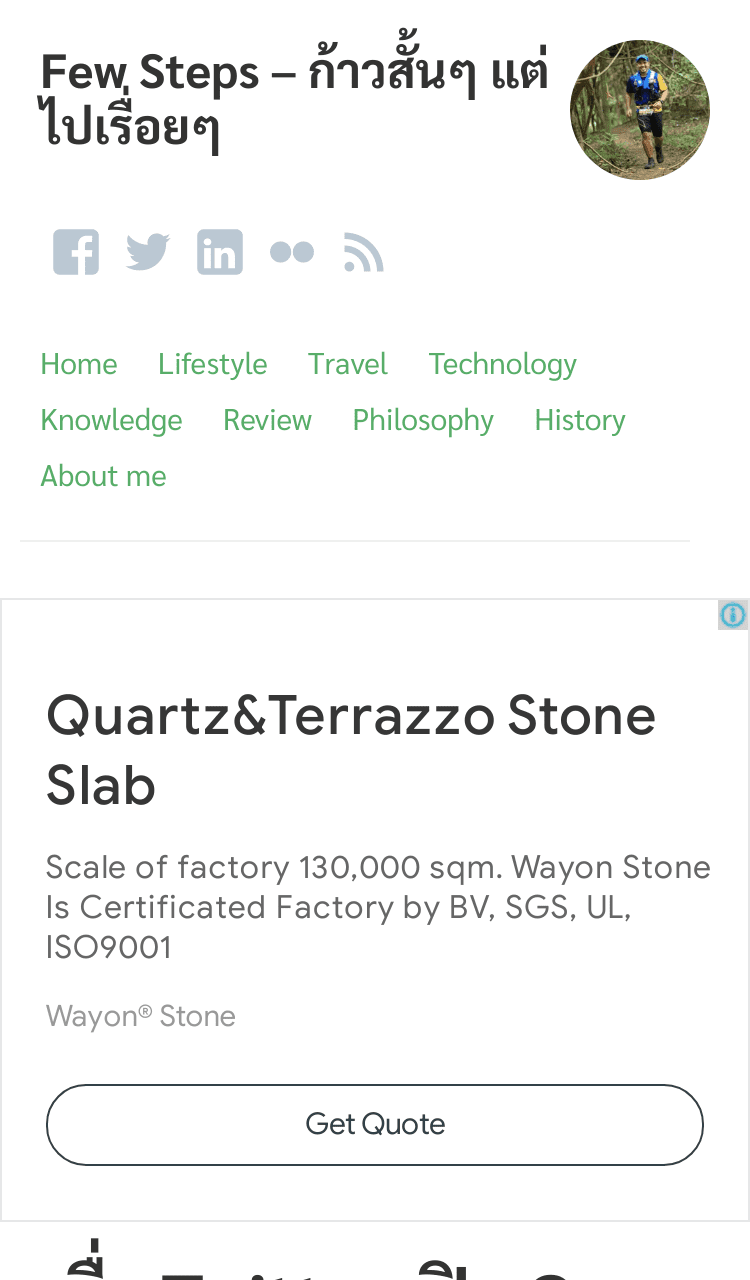 Few Steps – ก้าวสั้นๆ แต่
ไปเรื่อยๆ
Home Lifestyle Travel Technology
Knowledge Review Philosophy History
About me
Quartz&Terrazzo Stone
Slab
Scale of factory 130,000 sqm. Wayon Stone
Is Certificated Factory by BV, SGS, UL,
ISO9001
Wayon® Stone
Get Quote